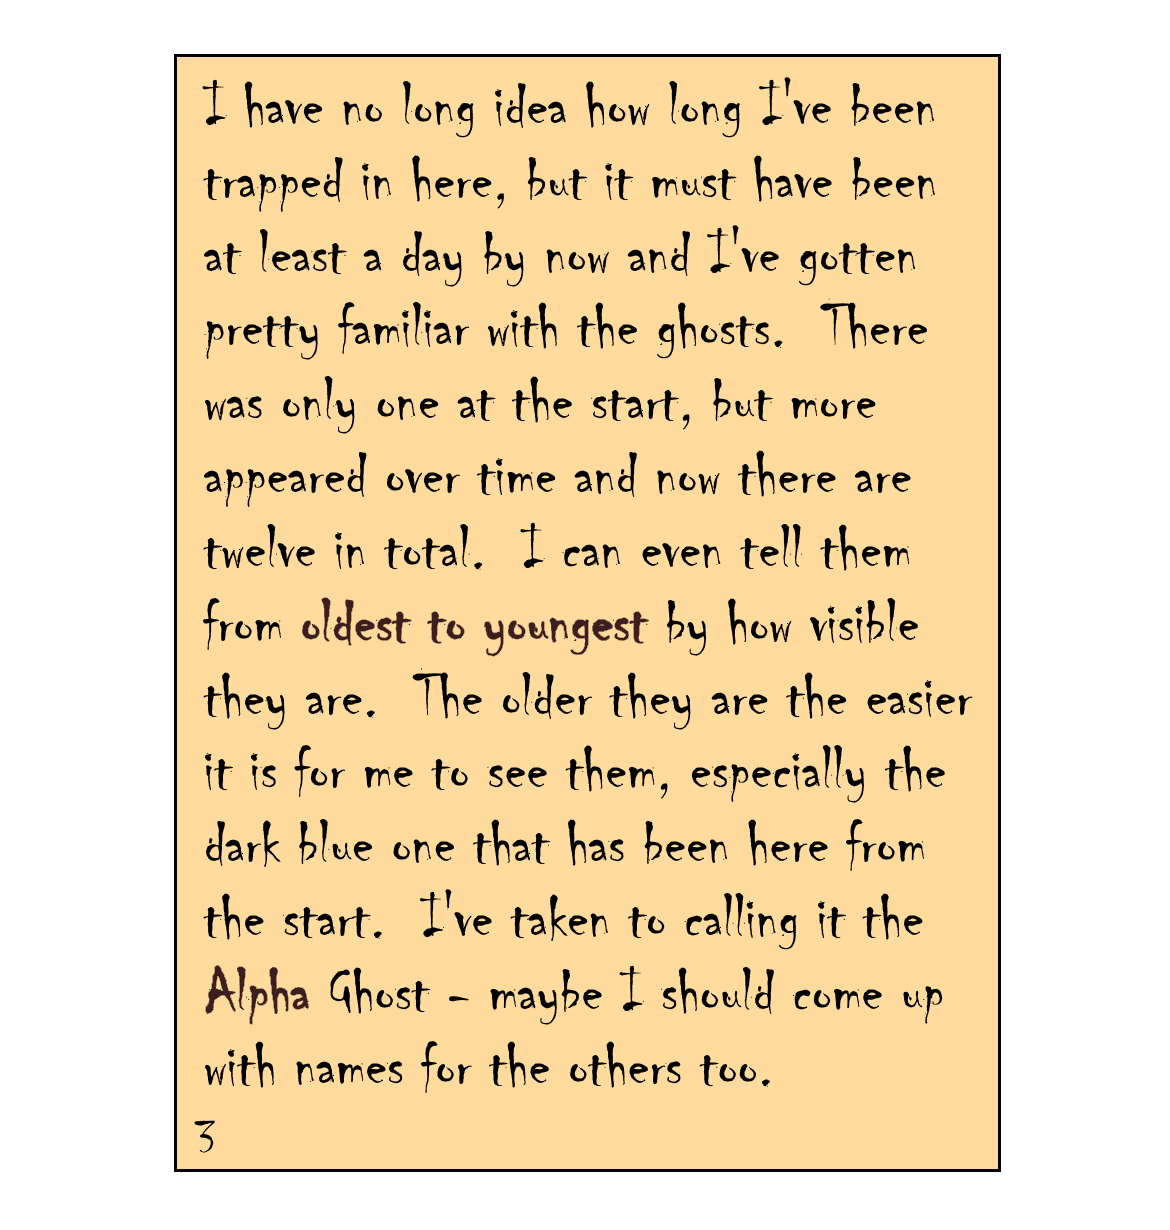 I have no long idea how long I've been
trapped in here, but it must have been
at least a day by now and I've gotten
pretty familiar with the ghosts.  There
was only one at the start, but more
appeared over time and now there are
twelve in total.  I can even tell them
from oldest to youngest by how visible
they are.  The older they are the easier
it is for me to see them, especially the
dark blue one that has been here from
the start.  I've taken to calling it the
Alpha Ghost - maybe I should come up
with names for the others too.
3